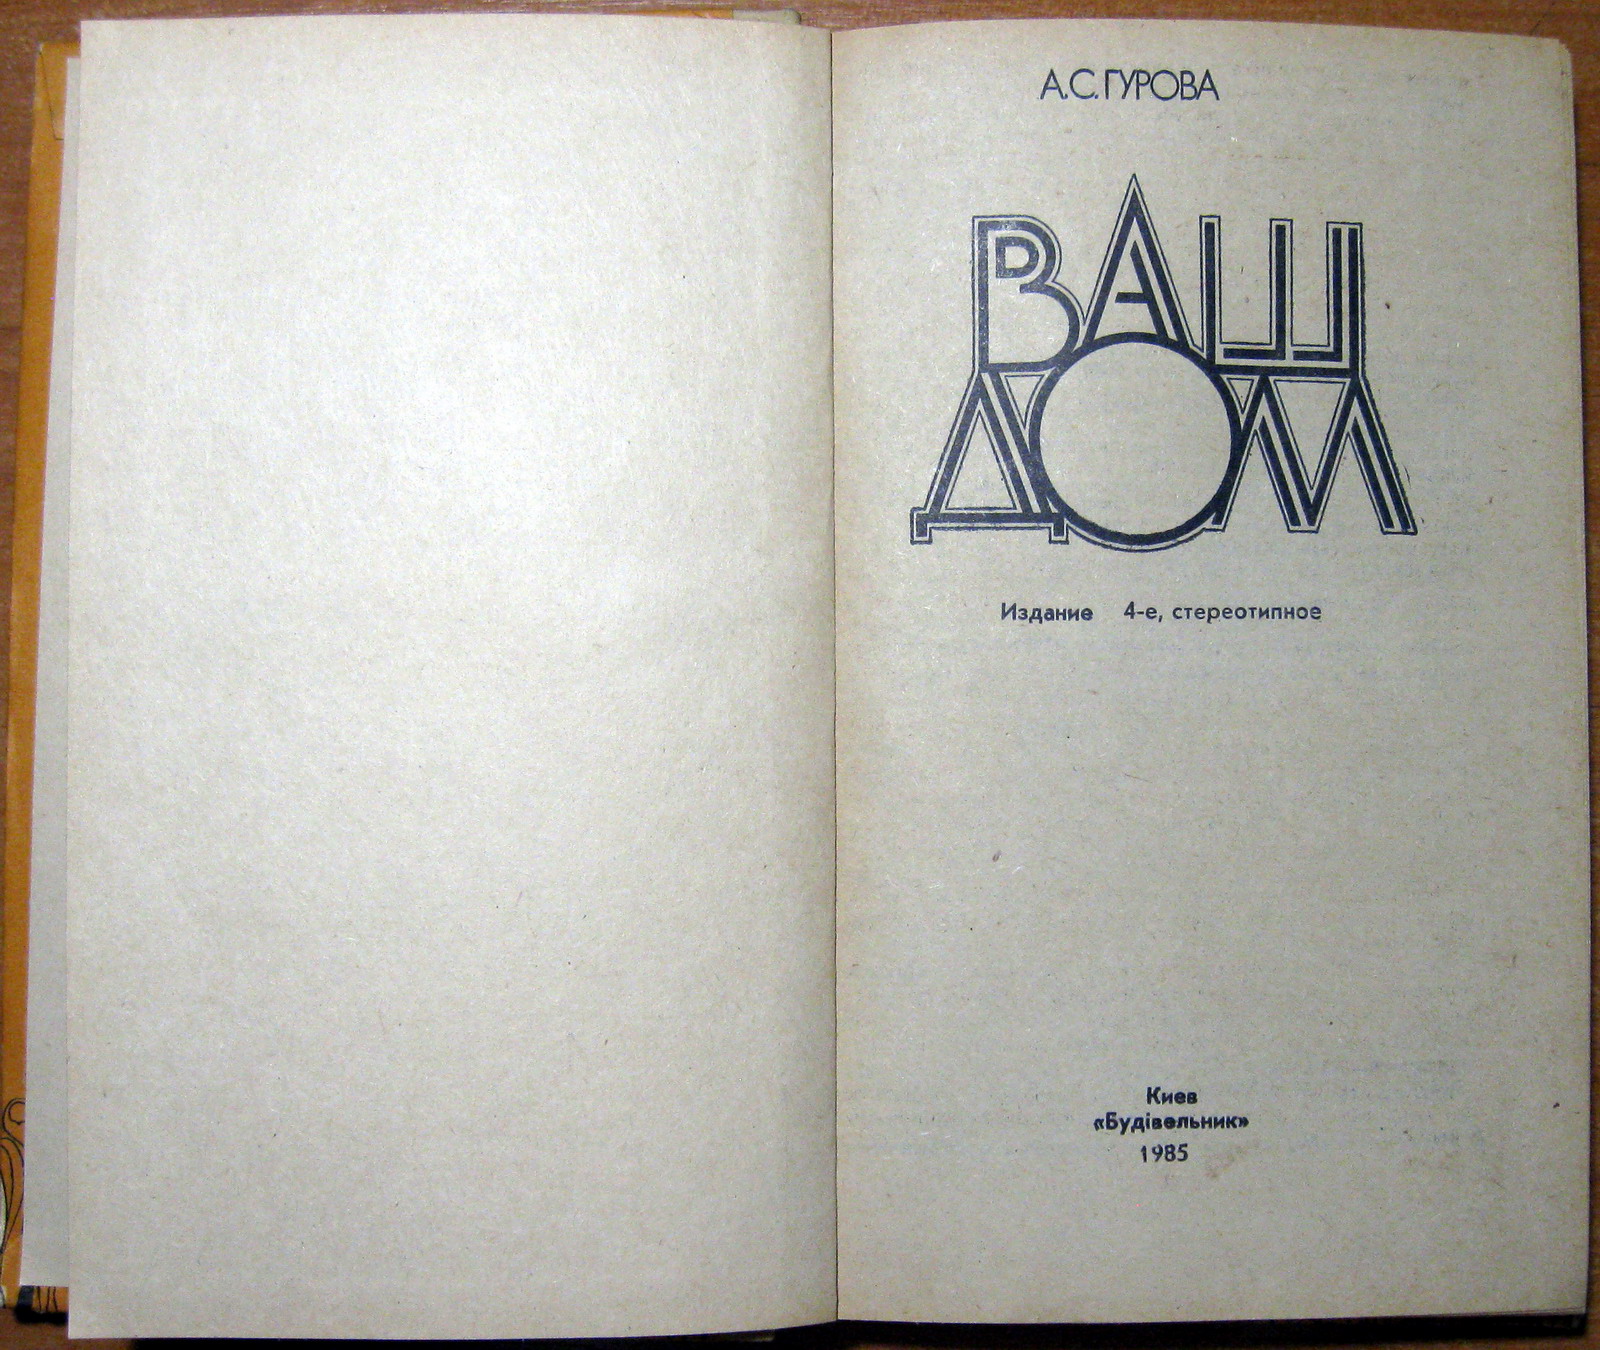 А.С.ГУРОВА
ВАШ
ДОМ
Издание 4-е, стереотипное
Киев
«Будівельник»
1985